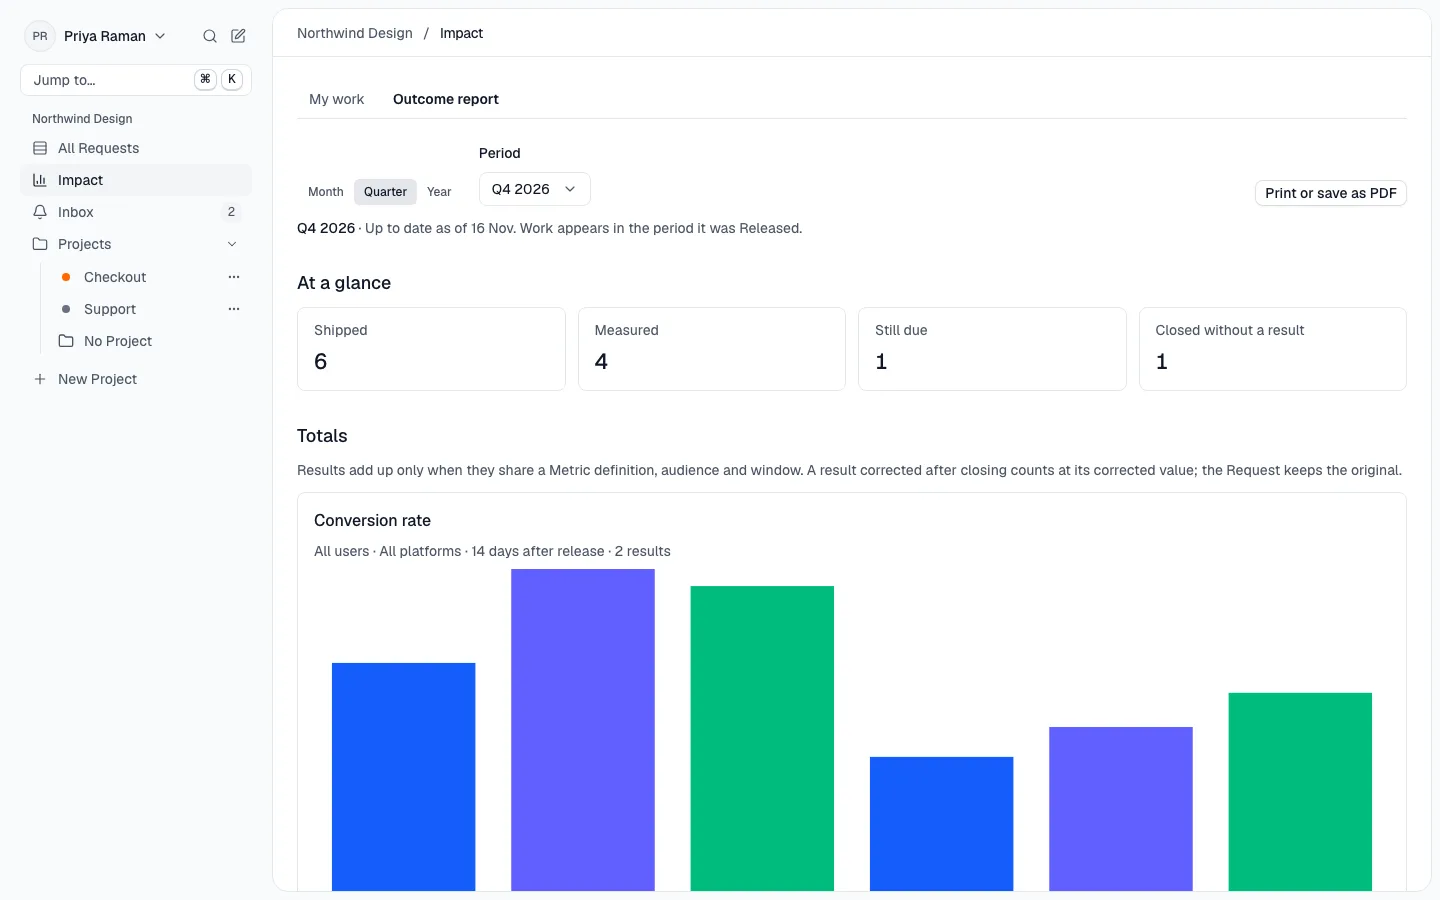 PR Priya Raman
Jump to... ⌘ K
Northwind Design
All Requests
Impact
Inbox 2
Projects
Checkout
Support
No Project
New Project
Northwind Design / Impact
My work Outcome report
Period
Month Quarter Year Q4 2026
Print or save as PDF
Q4 2026 · Up to date as of 16 Nov. Work appears in the period it was Released.
At a glance
Shipped
6
Measured
4
Still due
1
Closed without a result
1
Totals
Results add up only when they share a Metric definition, audience and window. A result corrected after closing counts at its corrected value; the Request keeps the original.
Conversion rate
All users · All platforms · 14 days after release · 2 results